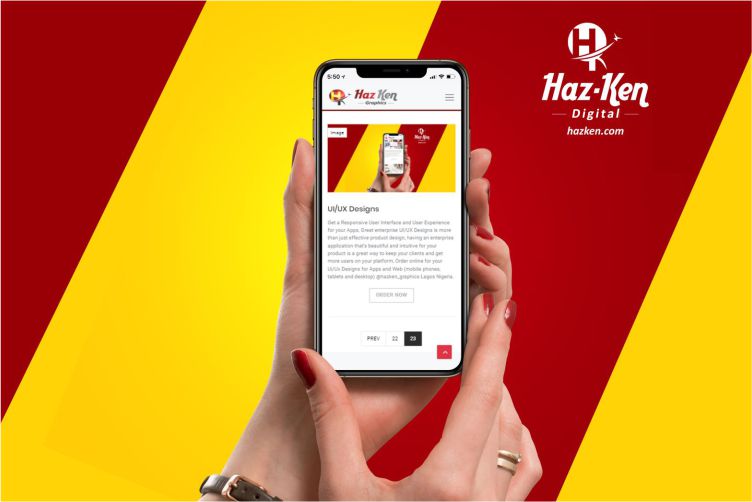 Haz-Ken
Digital
hazken.com
5:50
Haz Ken
Graphics
Image
UI/UX Designs
Get a Responsive User Interface and User Experience
for your Apps, Great enterprise UI/UX Designs is more
than just effective product design, having an enterprise
application that's beautiful and intuitive for your
product is a great way to keep your clients and get
more users on your platform. Order online for your
UI/Ux Designs for Apps and Web (mobile phones,
tablets and desktop) @hazken_graphics Lagos Nigeria.
ORDER NOW
PREV 22 23